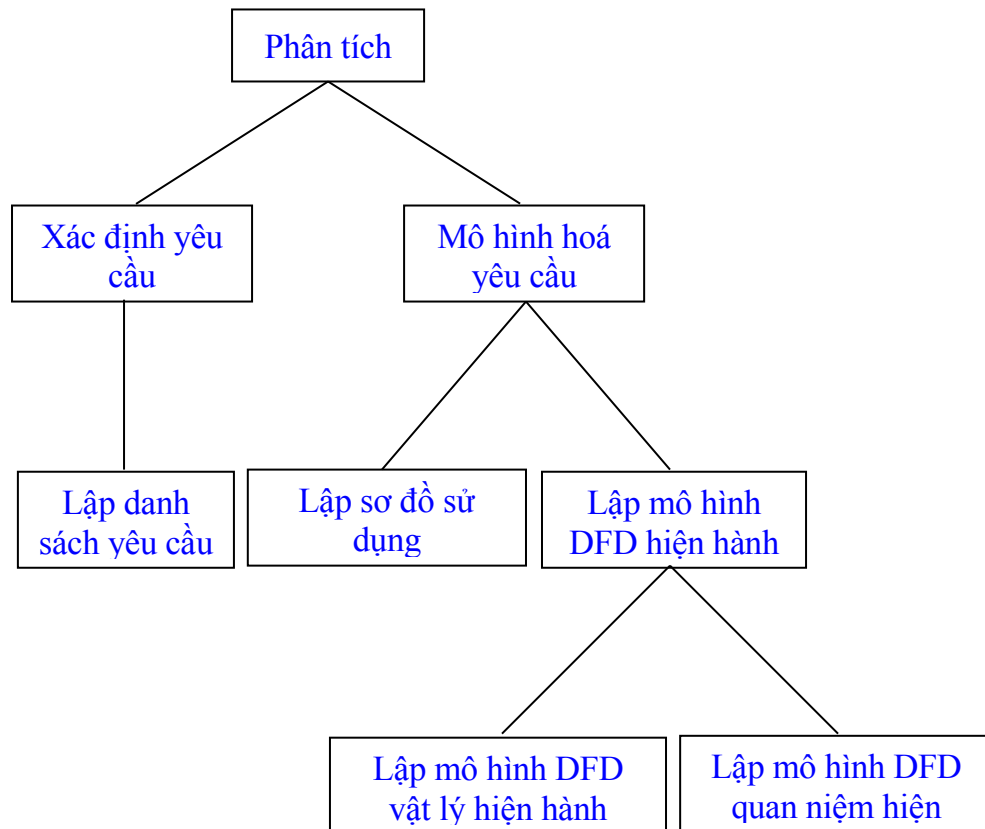 Phân tích
Xác định yêu
cầu
Mô hình hoá
yêu cầu
Lập danh
sách yêu cầu
Lập sơ đồ sử
dụng
Lập mô hình
DFD hiện hành
Lập mô hình DFD
vật lý hiện hành
Lập mô hình DFD
quan niệm hiện